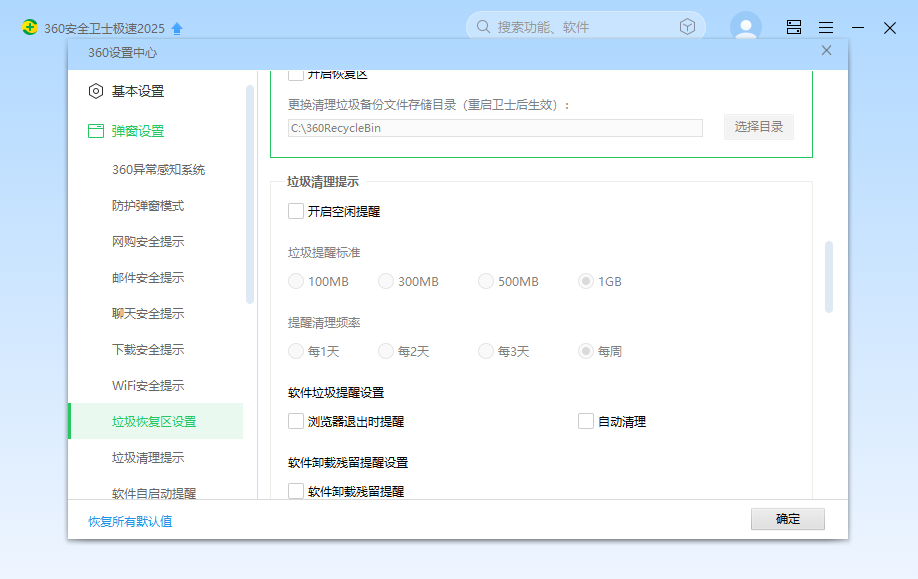 360安全卫士极速2025
搜索功能、软件
360设置中心
基本设置
弹窗设置
360异常感知系统
防护弹窗模式
网购安全提示
邮件安全提示
聊天安全提示
下载安全提示
WiFi安全提示
垃圾恢复区设置
垃圾清理提示
软件自启动提醒
开启恢复区
更换清理垃圾备份文件存储目录（重启卫士后生效）：
C:\360RecycleBin
选择目录
垃圾清理提示
开启空闲提醒
垃圾提醒标准
100MB 300MB 500MB 1GB
提醒清理频率
每1天 每2天 每3天 每周
软件垃圾提醒设置
浏览器退出时提醒 自动清理
软件卸载残留提醒设置
软件卸载残留提醒
恢复所有默认值
确定